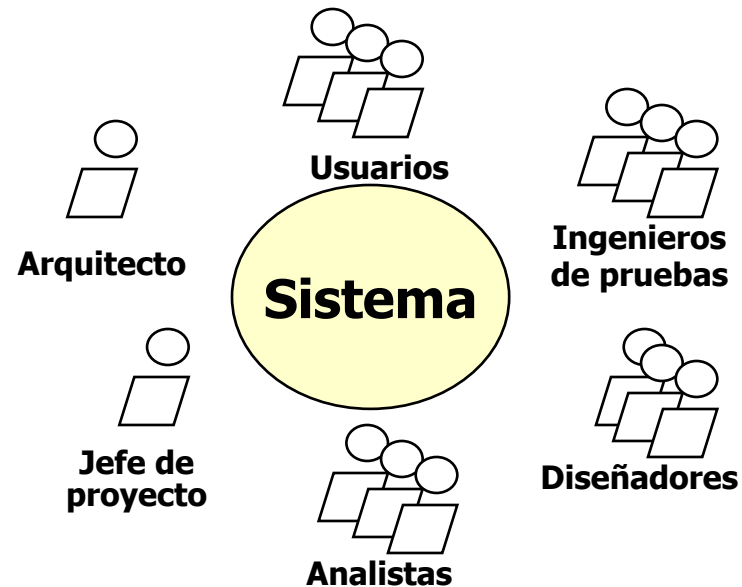 Usuarios
Arquitecto
Ingenieros
de pruebas
Sistema
Jefe de
proyecto
Diseñadores
Analistas